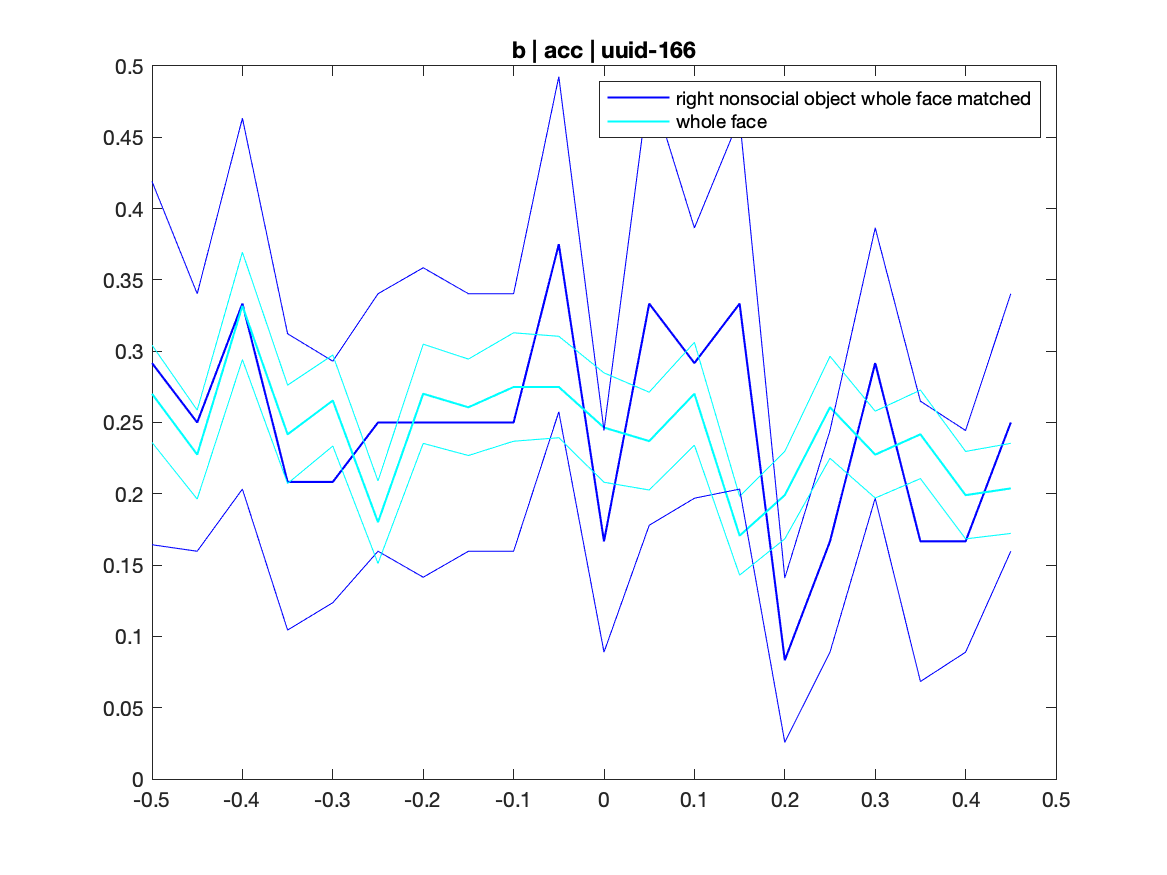 b | acc | uuid-166
right nonsocial object whole face matched
whole face
0.5
0.45
0.4
0.35
0.3
0.25
0.2
0.15
0.1
0.05
0
-0.5 -0.4 -0.3 -0.2 -0.1 0 0.1 0.2 0.3 0.4 0.5